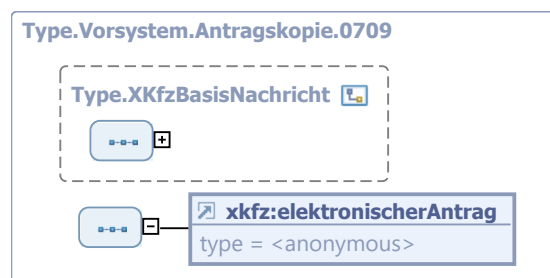 Type.Vorsystem.Antragskopie.0709
Type.XKfzBasisNachricht
xkfz:elektronischerAntrag
type = <anonymous>